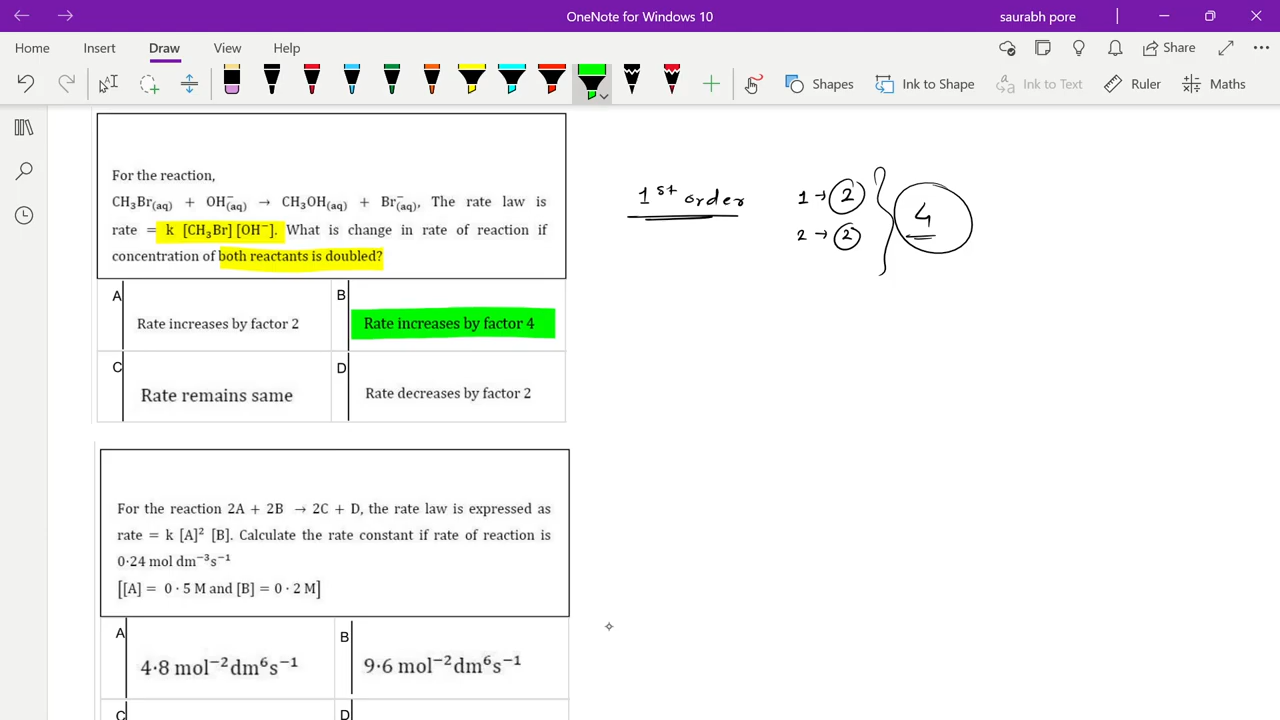 OneNote for Windows 10
saurabh pore
Home Insert Draw View Help
Share
Shapes Ink to Shape Ink to Text Ruler Maths
For the reaction,
CH₃Br(aq) + OH⁻(aq) → CH₃OH(aq) + Br⁻(aq), The rate law is
rate = k [CH₃Br] [OH⁻]. What is change in rate of reaction if
concentration of both reactants is doubled?
A Rate increases by factor 2
B Rate increases by factor 4
C Rate remains same
D Rate decreases by factor 2
1st order
1 → 2
2 → 2
4
For the reaction 2A + 2B → 2C + D, the rate law is expressed as
rate = k [A]² [B]. Calculate the rate constant if rate of reaction is
0·24 mol dm⁻³s⁻¹
[[A] = 0·5 M and [B] = 0·2 M]
A 4·8 mol⁻²dm⁶s⁻¹
B 9·6 mol⁻²dm⁶s⁻¹
C
D